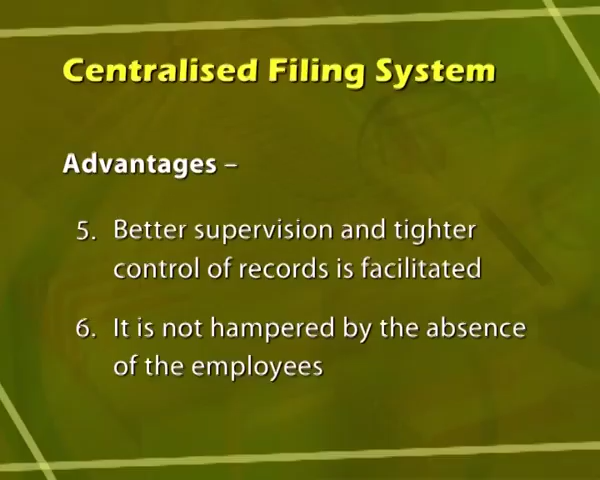 Centralised Filing System
Advantages –
5. Better supervision and tighter
control of records is facilitated
6. It is not hampered by the absence
of the employees